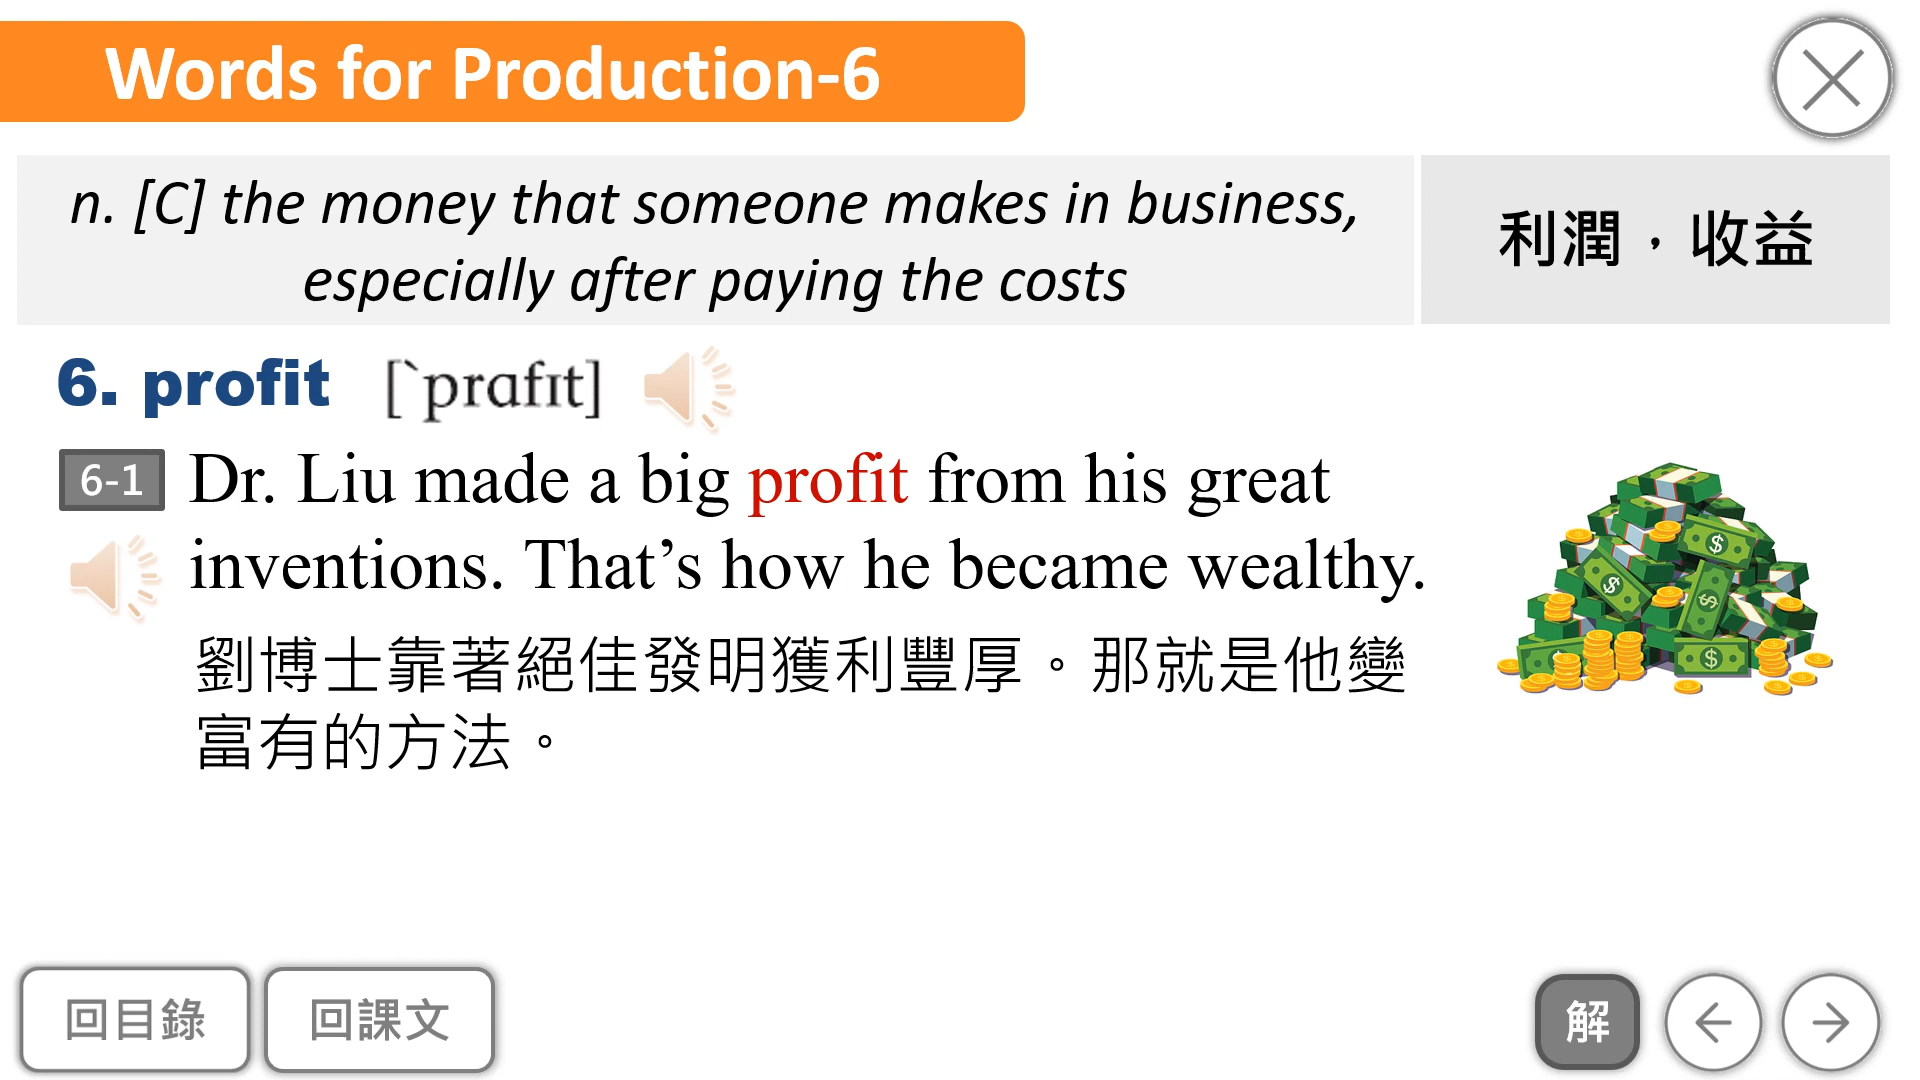 Words for Production-6
n. [C] the money that someone makes in business,
especially after paying the costs
利潤，收益
6. profit [ˋprɑfɪt]
6-1 Dr. Liu made a big profit from his great
inventions. That’s how he became wealthy.
劉博士靠著絕佳發明獲利豐厚。那就是他變
富有的方法。
回目錄 回課文 解